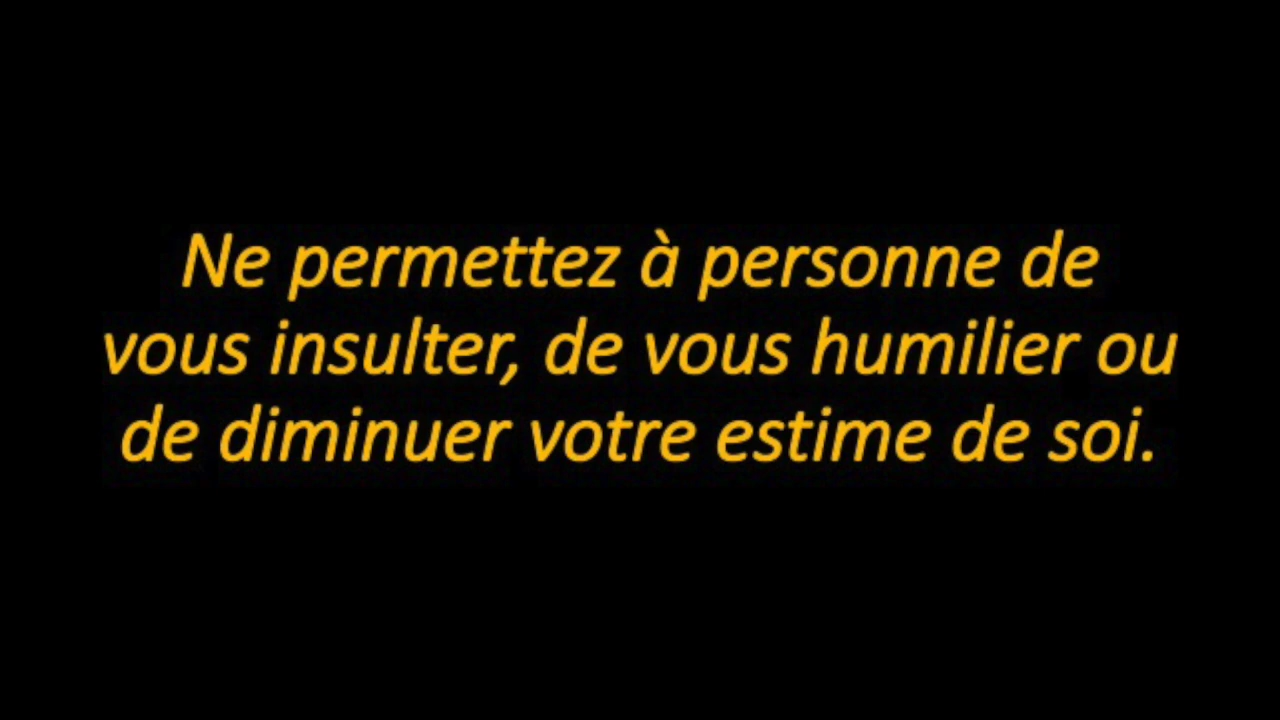 Ne permettez à personne de
vous insulter, de vous humilier ou
de diminuer votre estime de soi.